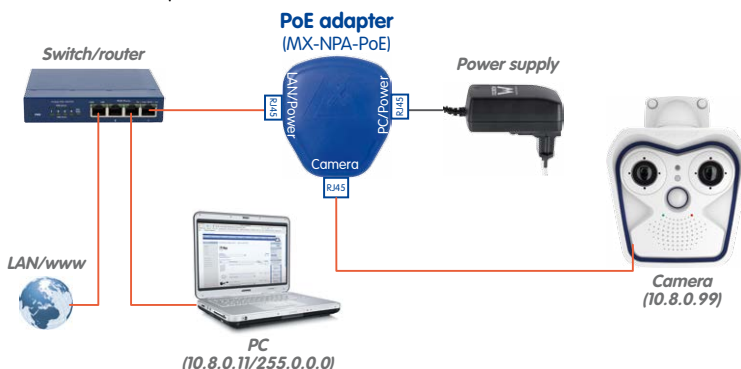 PoE adapter
(MX-NPA-PoE)
Switch/router
Power supply
RJ45
LAN/Power
PC/Power
RJ45
Camera
RJ45
LAN/www
Camera
(10.8.0.99)
PC
(10.8.0.11/255.0.0.0)